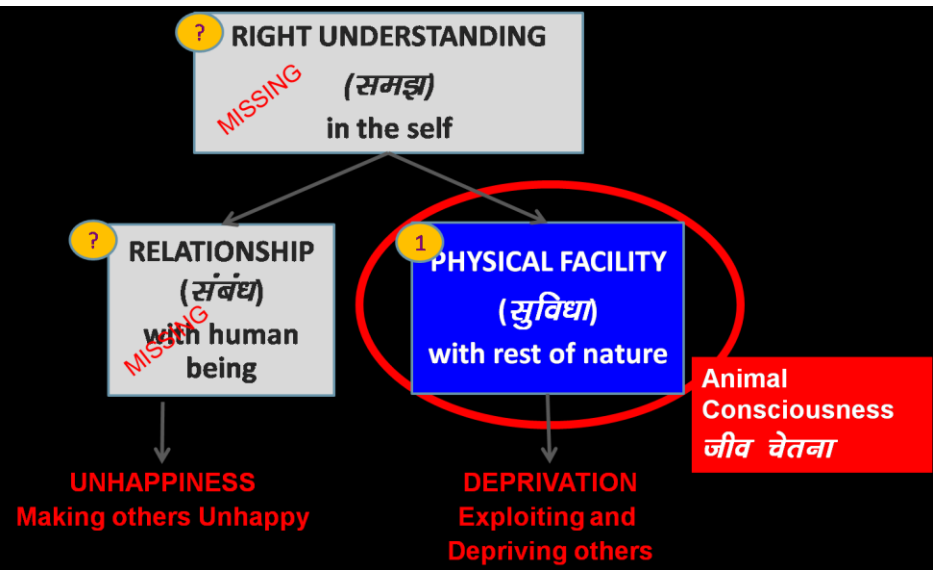 ?
RIGHT UNDERSTANDING
MISSING
(समझ)
in the self
?
RELATIONSHIP
(संबंध)
MISSING
with human
being
1
PHYSICAL FACILITY
(सुविधा)
with rest of nature
Animal
Consciousness
जीव चेतना
UNHAPPINESS
Making others Unhappy
DEPRIVATION
Exploiting and
Depriving others